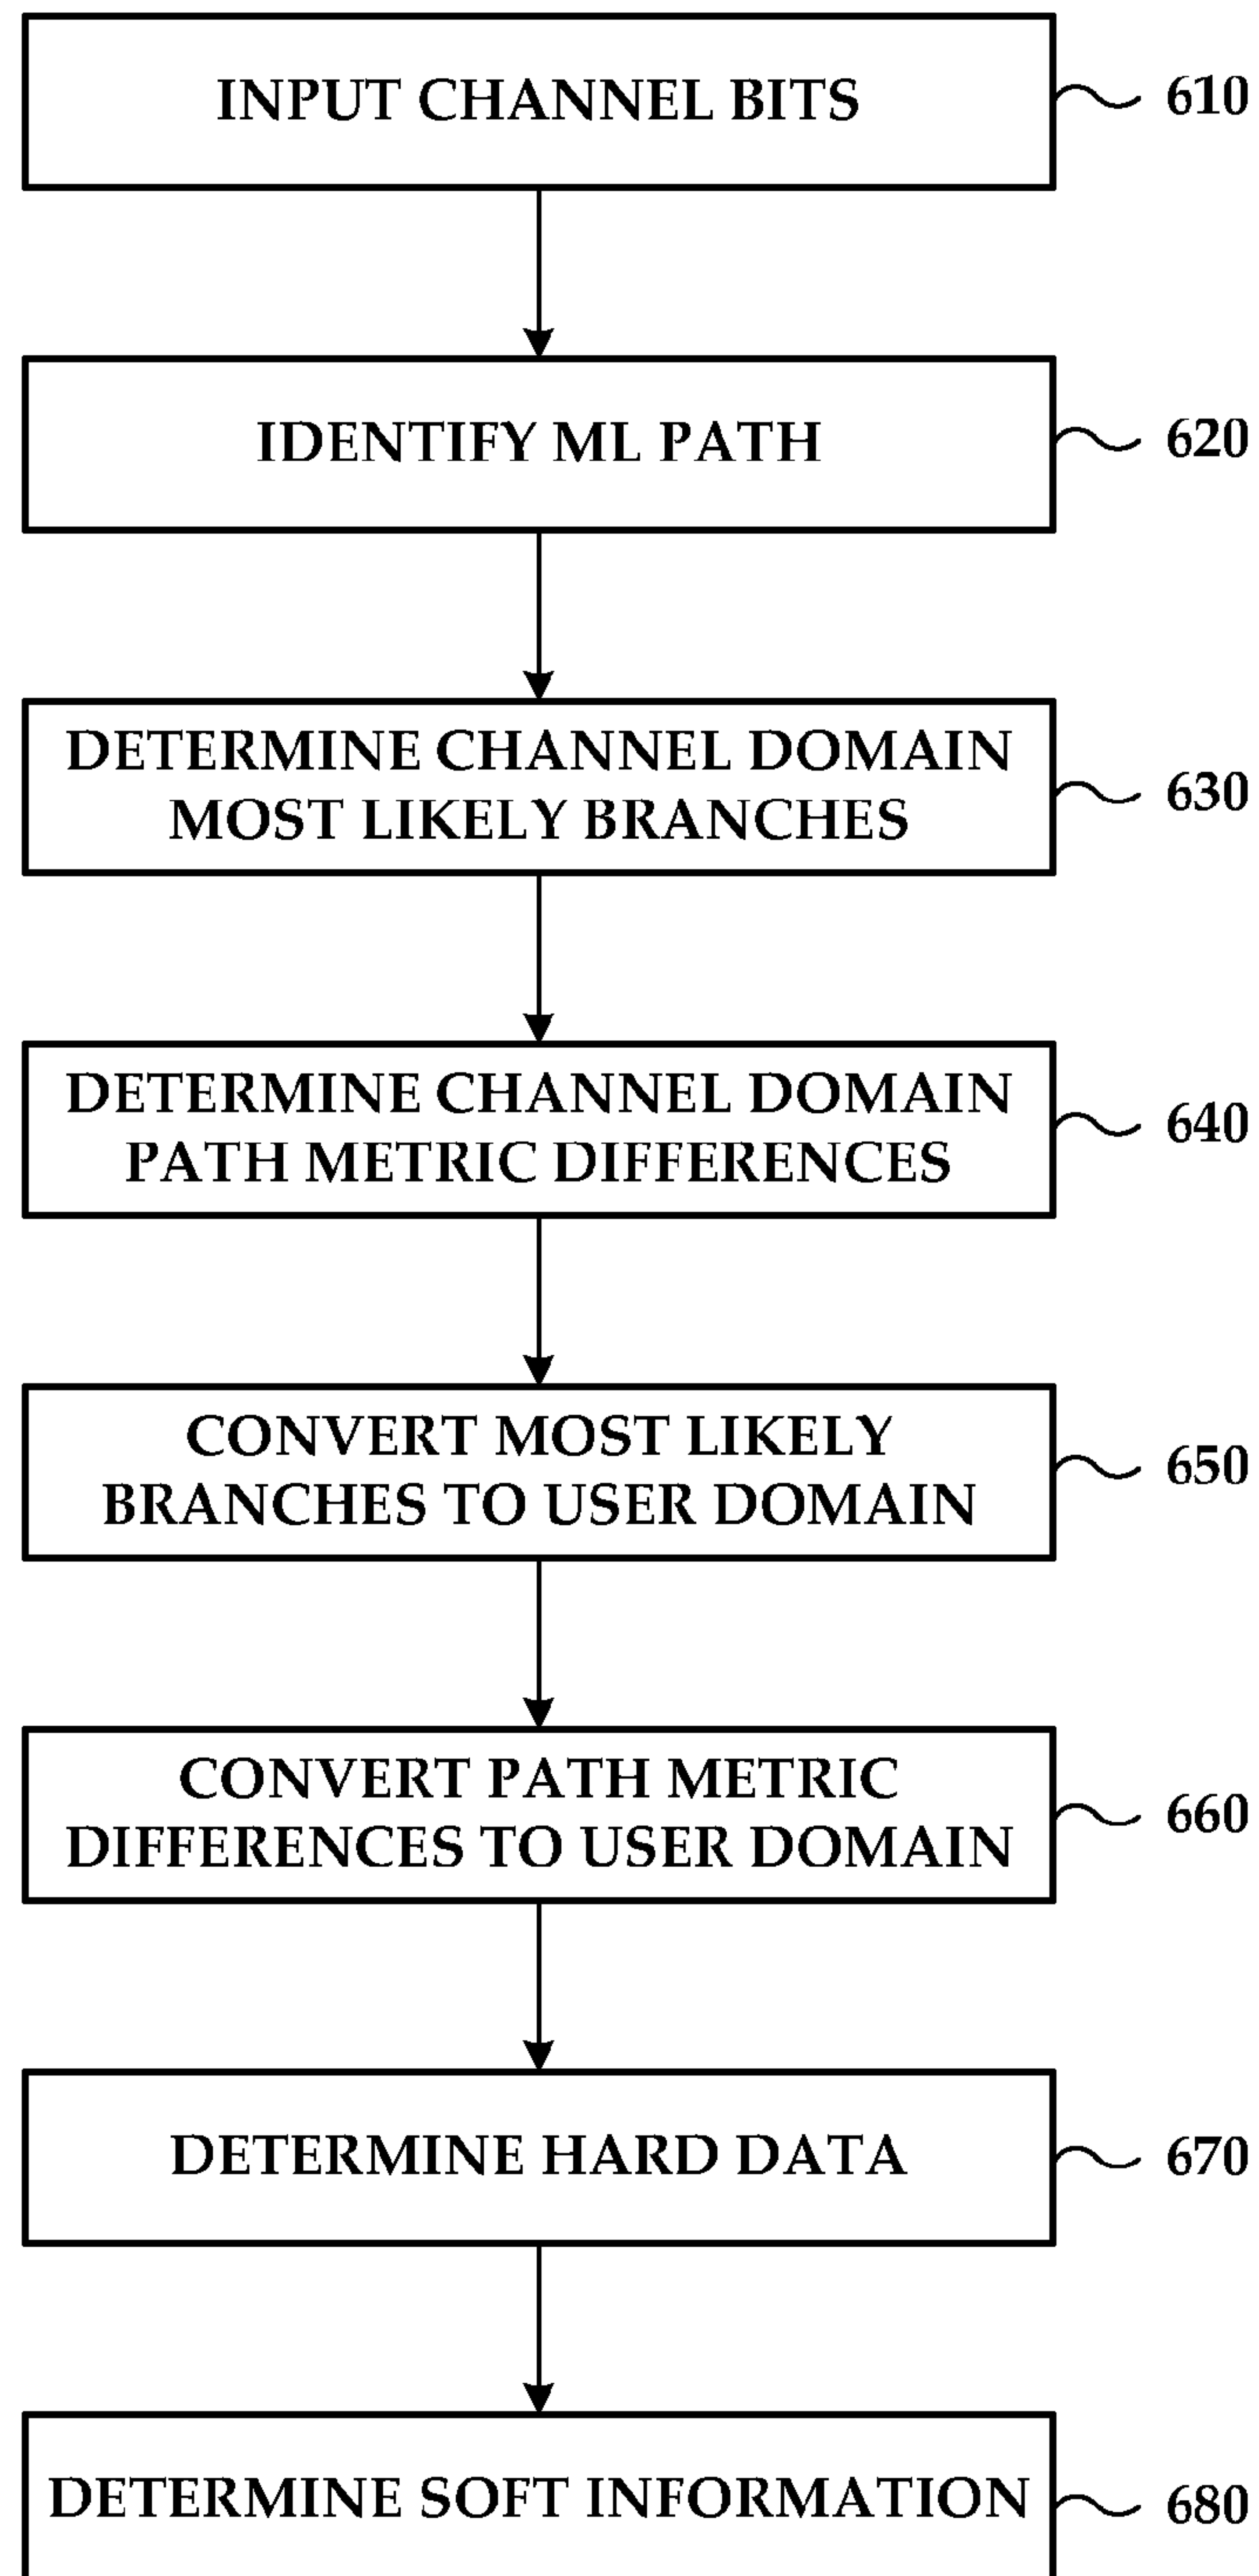 INPUT CHANNEL BITS
610
IDENTIFY ML PATH
620
DETERMINE CHANNEL DOMAIN
MOST LIKELY BRANCHES
630
DETERMINE CHANNEL DOMAIN
PATH METRIC DIFFERENCES
640
CONVERT MOST LIKELY
BRANCHES TO USER DOMAIN
650
CONVERT PATH METRIC
DIFFERENCES TO USER DOMAIN
660
DETERMINE HARD DATA
670
DETERMINE SOFT INFORMATION
680